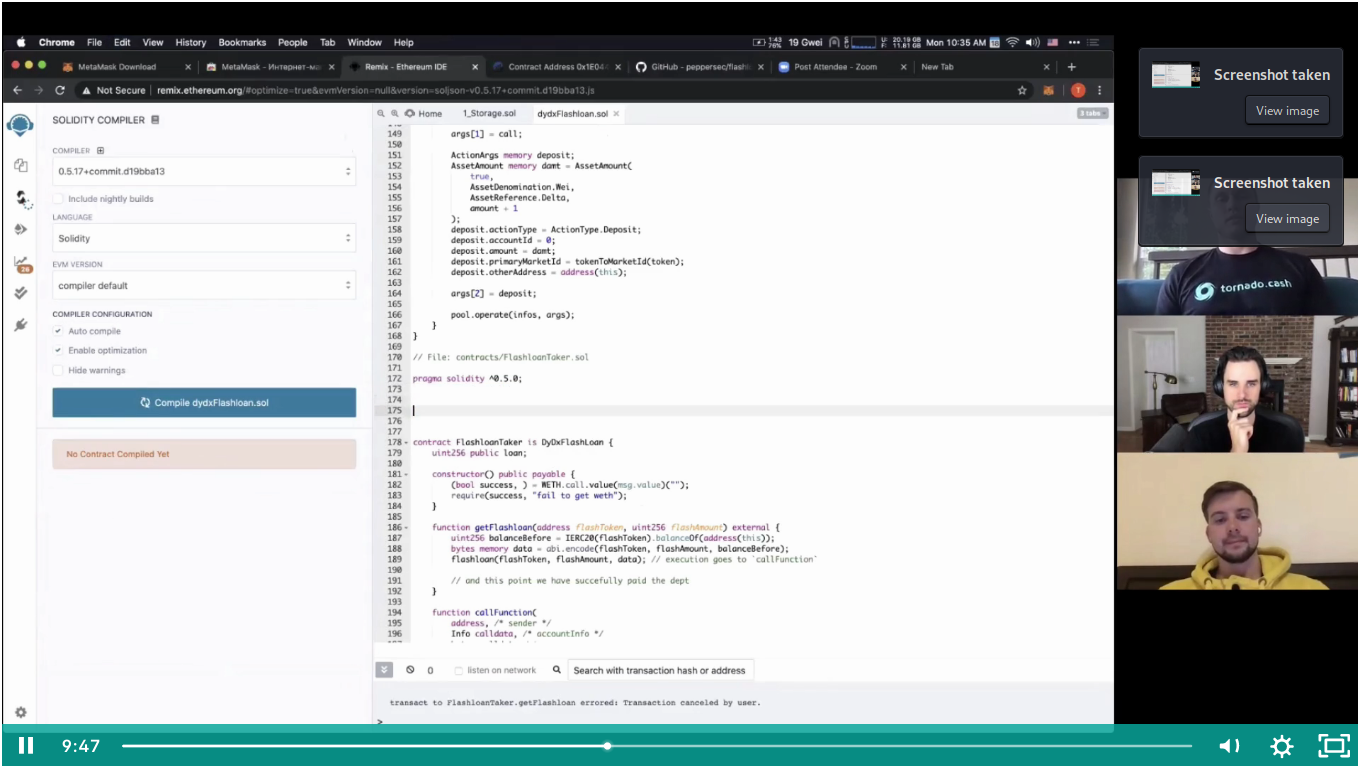 Chrome File Edit View History Bookmarks People Tab Window Help
1:43 76% 19 Gwei U: 20.19 GB F: 11.81 GB Mon 10:35 AM
MetaMask Download × MetaMask - Интернет-ма × Remix - Ethereum IDE × Contract Address 0x1E04 × GitHub - peppersec/flash × Post Attendee - Zoom × New Tab × +
Not Secure | remix.ethereum.org/#optimize=true&evmVersion=null&version=soljson-v0.5.17+commit.d19bba13.js
SOLIDITY COMPILER
COMPILER
0.5.17+commit.d19bba13
Include nightly builds
LANGUAGE
Solidity
EVM VERSION
compiler default
COMPILER CONFIGURATION
Auto compile
Enable optimization
Hide warnings
Compile dydxFlashloan.sol
No Contract Compiled Yet
26
Home 1_Storage.sol dydxFlashloan.sol × 3 tabs
149 args[1] = call;
150
151 ActionArgs memory deposit;
152 AssetAmount memory damt = AssetAmount(
153 true,
154 AssetDenomination.Wei,
155 AssetReference.Delta,
156 amount + 1
157 );
158 deposit.actionType = ActionType.Deposit;
159 deposit.accountId = 0;
160 deposit.amount = damt;
161 deposit.primaryMarketId = tokenToMarketId(token);
162 deposit.otherAddress = address(this);
163
164 args[2] = deposit;
165
166 pool.operate(infos, args);
167 }
168 }
169
170 // File: contracts/FlashloanTaker.sol
171
172 pragma solidity ^0.5.0;
173
174
175
176
177
178 contract FlashloanTaker is DyDxFlashLoan {
179 uint256 public loan;
180
181 constructor() public payable {
182 (bool success, ) = WETH.call.value(msg.value)("");
183 require(success, "fail to get weth");
184 }
185
186 function getFlashloan(address flashToken, uint256 flashAmount) external {
187 uint256 balanceBefore = IERC20(flashToken).balanceOf(address(this));
188 bytes memory data = abi.encode(flashToken, flashAmount, balanceBefore);
189 flashloan(flashToken, flashAmount, data); // execution goes to `callFunction`
190
191 // and this point we have succefully paid the dept
192 }
193
194 function callFunction(
195 address, /* sender */
196 Info calldata, /* accountInfo */
0 listen on network Search with transaction hash or address
transact to FlashloanTaker.getFlashloan errored: Transaction canceled by user.
>
Screenshot taken
View image
Screenshot taken
View image
tornado.cash
9:47